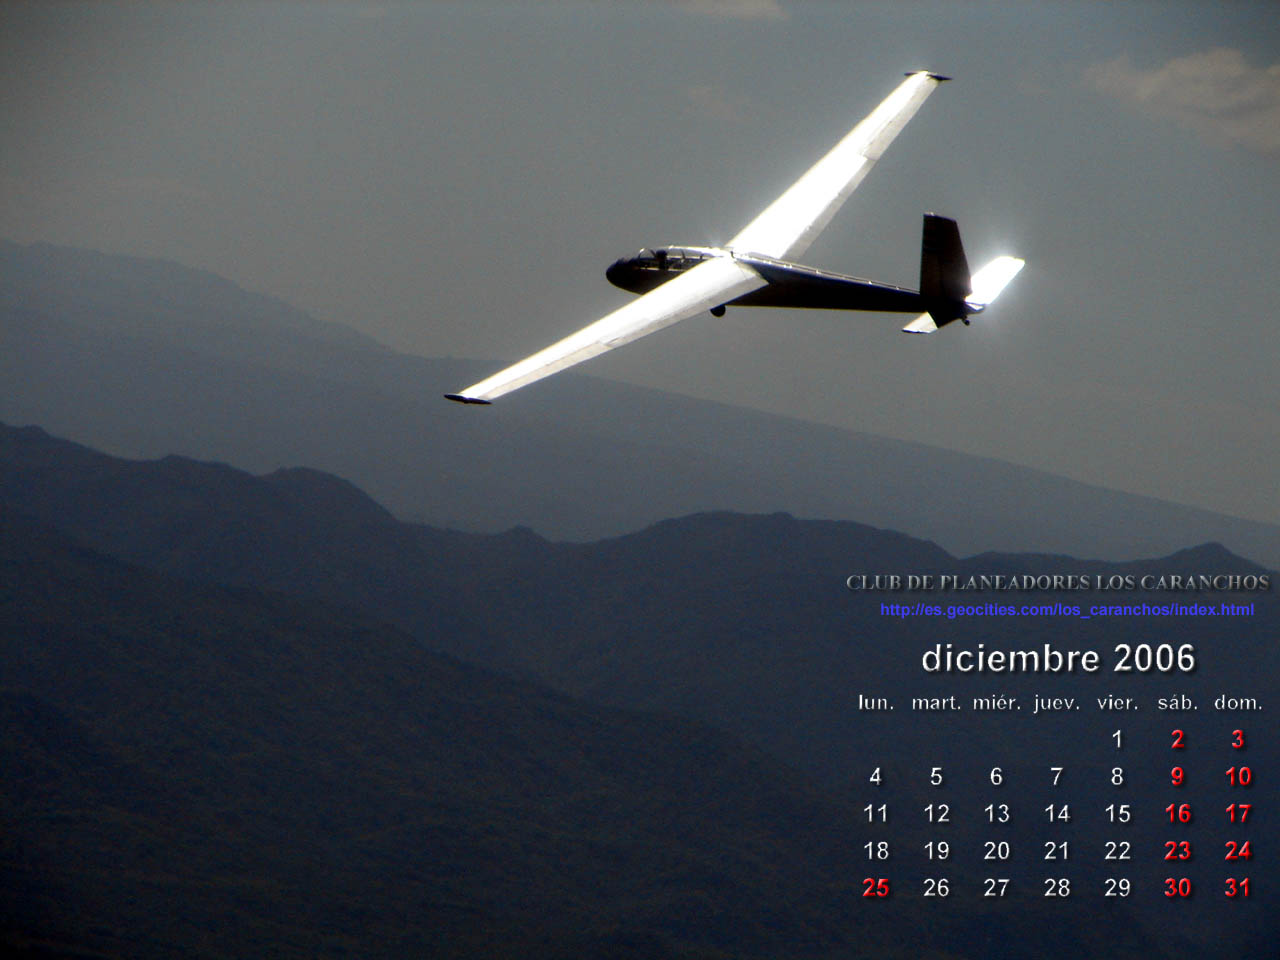 CLUB DE PLANEADORES LOS CARANCHOS
http://es.geocities.com/los_caranchos/index.html
diciembre 2006
lun. mart. miér. juev. vier. sáb. dom.
1 2 3
4 5 6 7 8 9 10
11 12 13 14 15 16 17
18 19 20 21 22 23 24
25 26 27 28 29 30 31